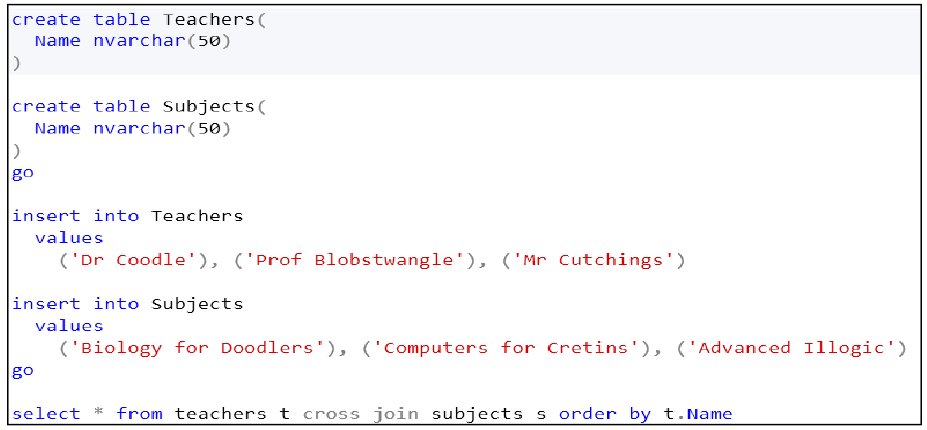 create table Teachers(
  Name nvarchar(50)
)
create table Subjects(
  Name nvarchar(50)
)
go
insert into Teachers
  values
    ('Dr Coodle'), ('Prof Blobstwangle'), ('Mr Cutchings')
insert into Subjects
  values
    ('Biology for Doodlers'), ('Computers for Cretins'), ('Advanced Illogic')
go
select * from teachers t cross join subjects s order by t.Name